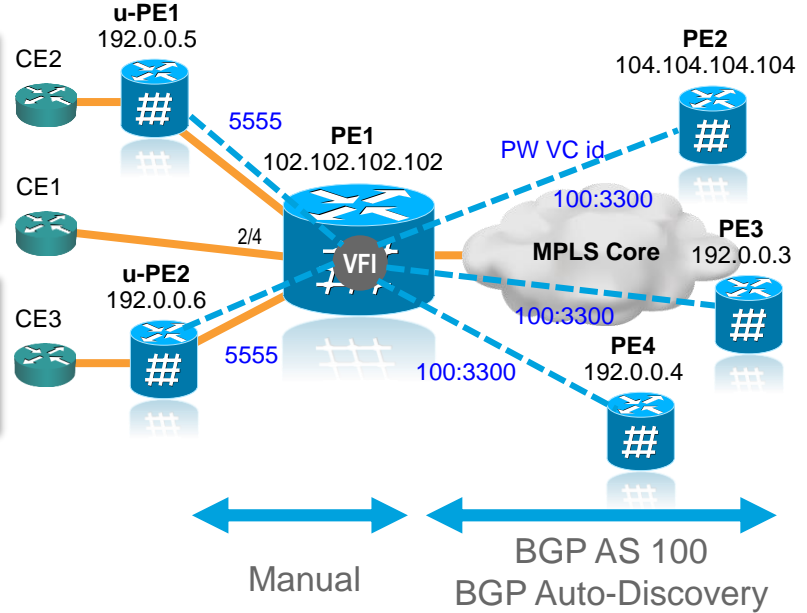 u-PE1
192.0.0.5
CE2
5555
PE1
102.102.102.102
PE2
104.104.104.104
PW VC id
100:3300
CE1
2/4
VFI
MPLS Core
PE3
192.0.0.3
u-PE2
192.0.0.6
CE3
5555
100:3300
100:3300
PE4
192.0.0.4
Manual
BGP AS 100
BGP Auto-Discovery